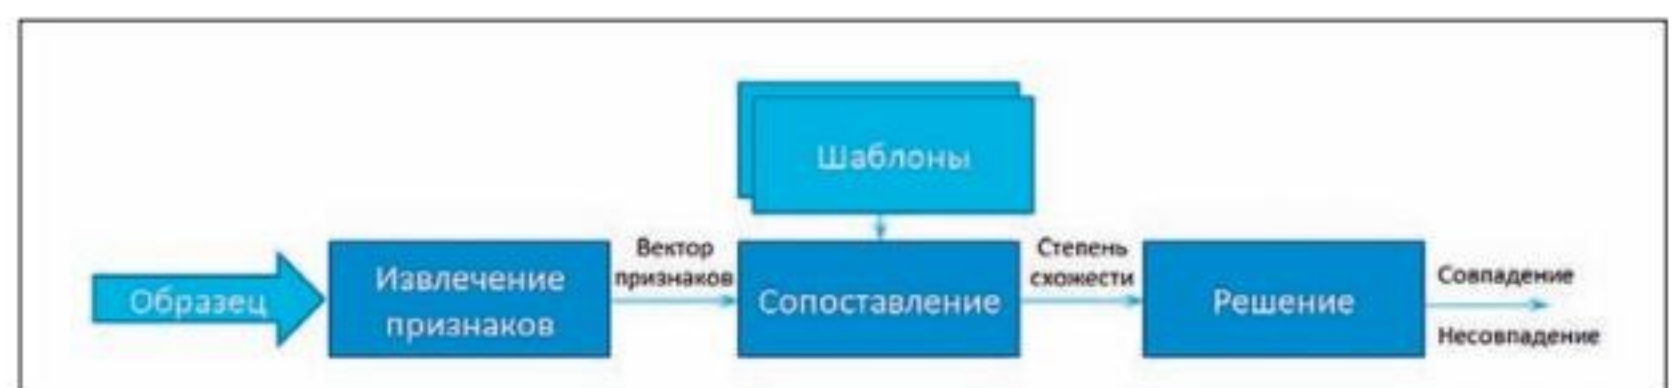 Шаблоны
Образец
Извлечение
признаков
Вектор
признаков
Сопоставление
Степень
схожести
Решение
Совпадение
Несовпадение